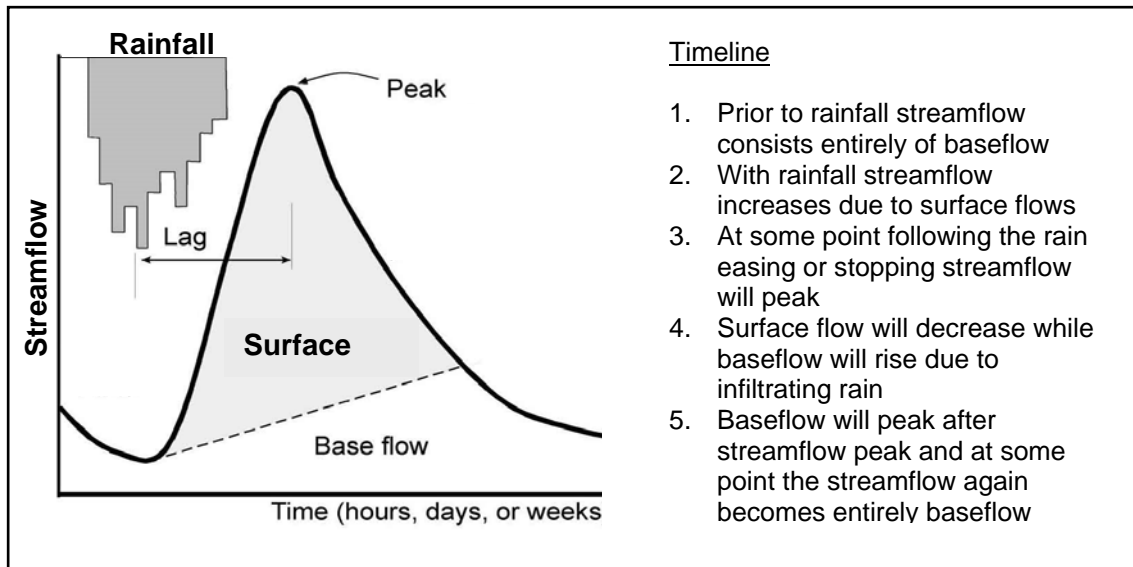 Rainfall
Peak
Lag
Streamflow
Surface
Base flow
Time (hours, days, or weeks
Timeline
1. Prior to rainfall streamflow
consists entirely of baseflow
2. With rainfall streamflow
increases due to surface flows
3. At some point following the rain
easing or stopping streamflow
will peak
4. Surface flow will decrease while
baseflow will rise due to
infiltrating rain
5. Baseflow will peak after
streamflow peak and at some
point the streamflow again
becomes entirely baseflow